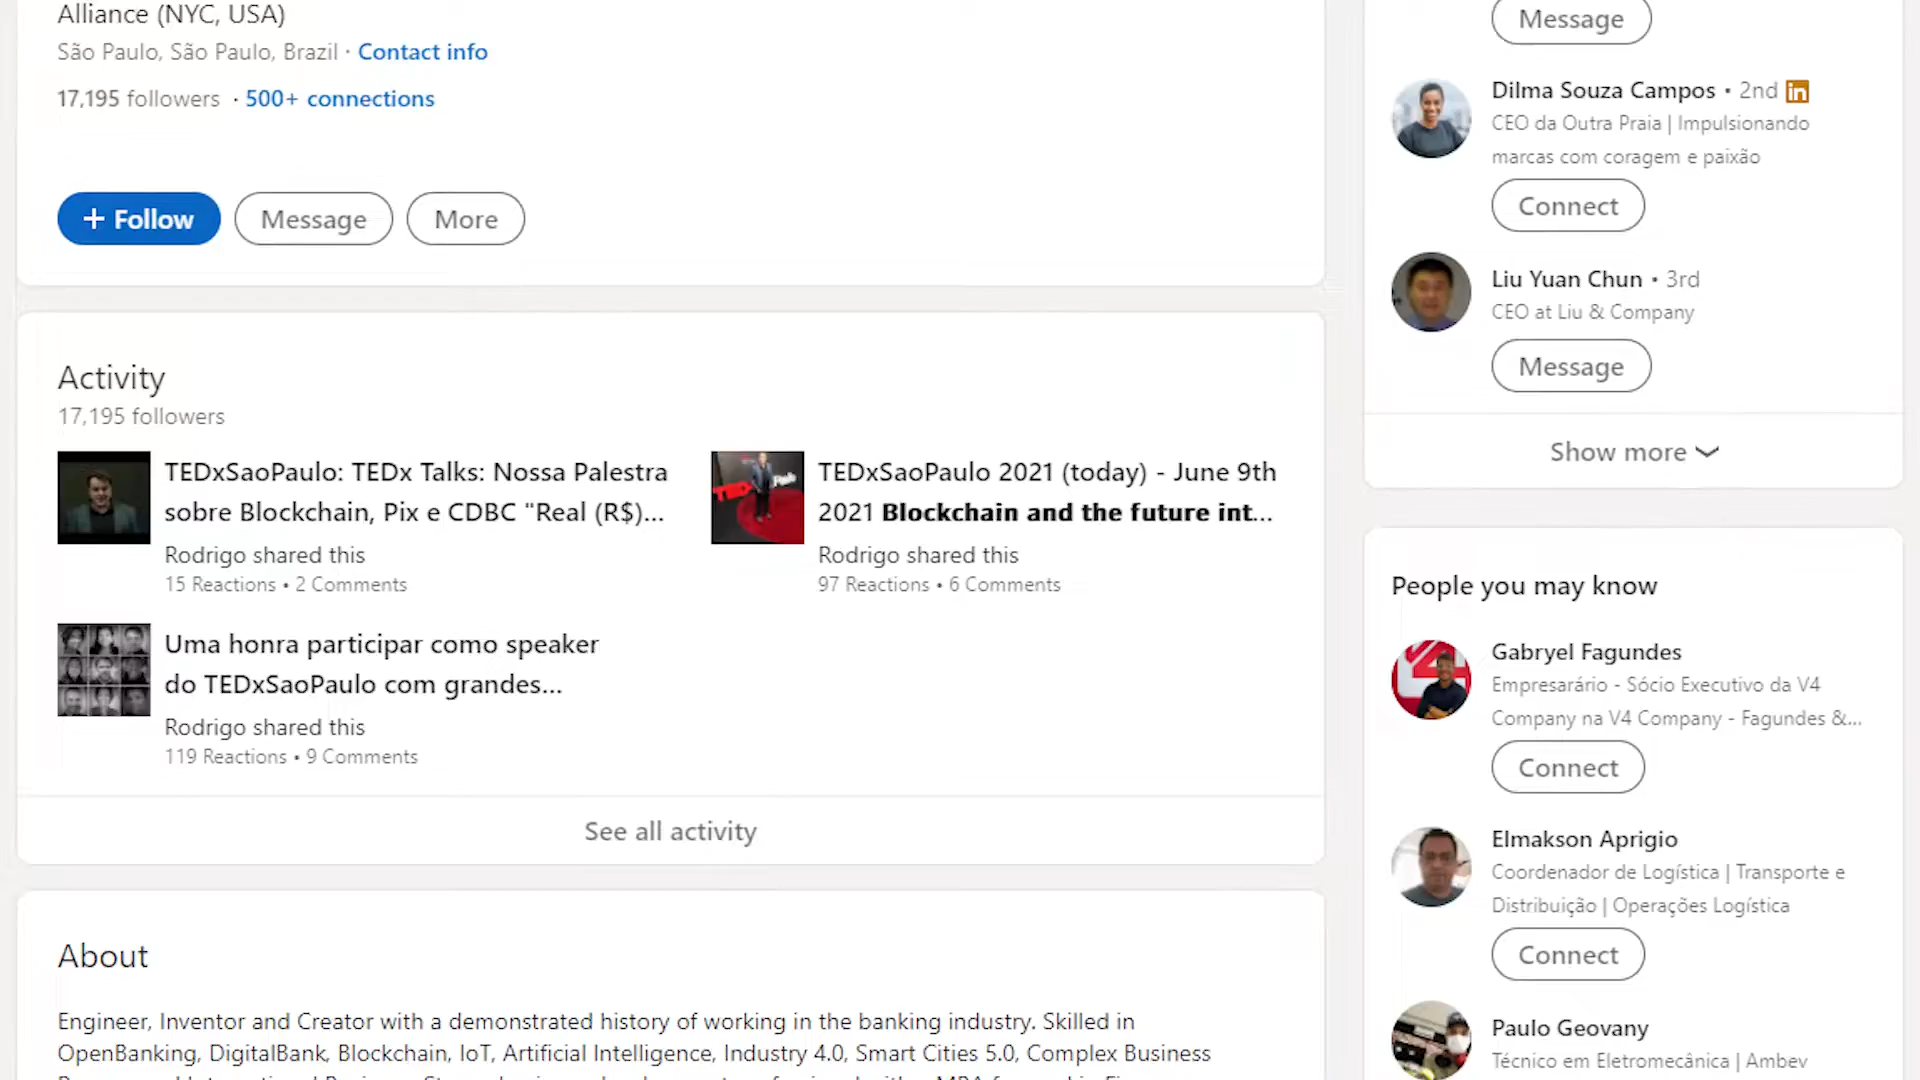 Alliance (NYC, USA)
São Paulo, São Paulo, Brazil · Contact info
17,195 followers · 500+ connections
+ Follow
Message
More
Activity
17,195 followers
TEDxSaoPaulo: TEDx Talks: Nossa Palestra
sobre Blockchain, Pix e CDBC "Real (R$)...
Rodrigo shared this
15 Reactions • 2 Comments
TEDxSaoPaulo 2021 (today) - June 9th
2021 Blockchain and the future int...
Rodrigo shared this
97 Reactions • 6 Comments
Uma honra participar como speaker
do TEDxSaoPaulo com grandes...
Rodrigo shared this
119 Reactions • 9 Comments
See all activity
About
Engineer, Inventor and Creator with a demonstrated history of working in the banking industry. Skilled in
OpenBanking, DigitalBank, Blockchain, IoT, Artificial Intelligence, Industry 4.0, Smart Cities 5.0, Complex Business
Message
Dilma Souza Campos • 2nd in
CEO da Outra Praia | Impulsionando
marcas com coragem e paixão
Connect
Liu Yuan Chun • 3rd
CEO at Liu & Company
Message
Show more
People you may know
Gabryel Fagundes
Empresarário - Sócio Executivo da V4
Company na V4 Company - Fagundes &...
Connect
Elmakson Aprigio
Coordenador de Logística | Transporte e
Distribuição | Operações Logística
Connect
Paulo Geovany
Técnico em Eletromecânica | Ambev